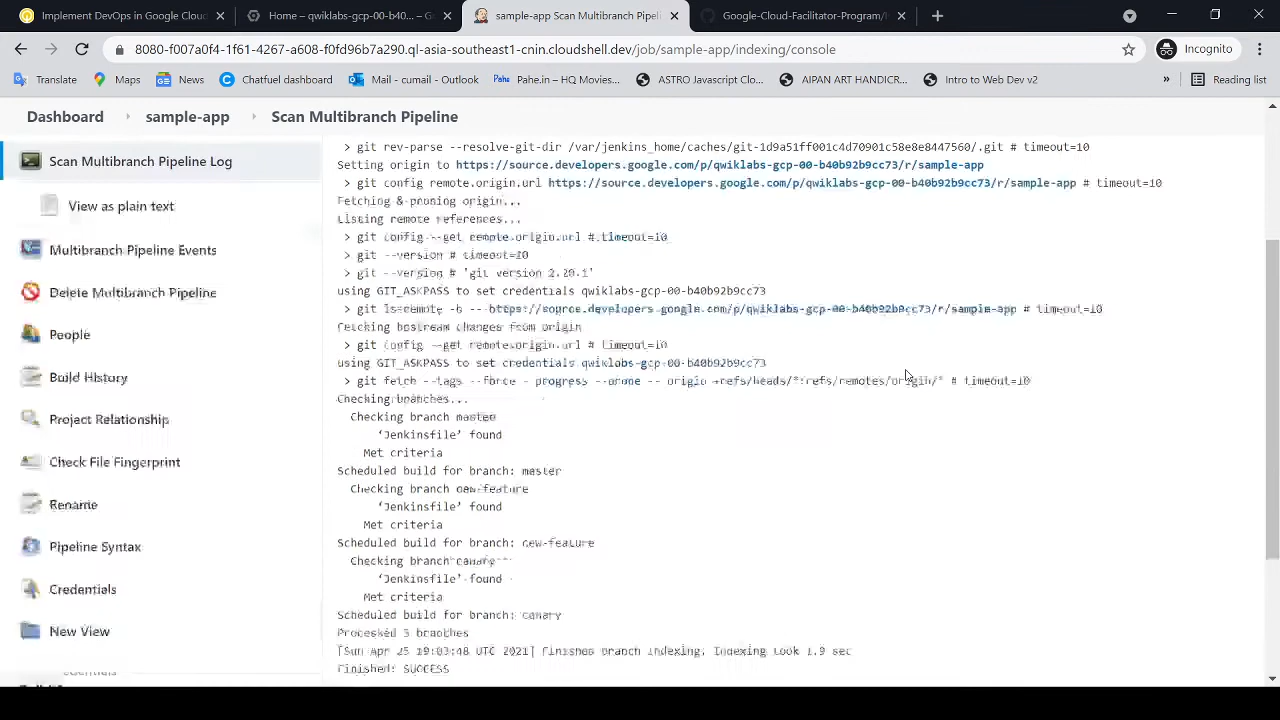 Implement DevOps in Google Cloud
Home – qwiklabs-gcp-00-b40... – G
sample-app Scan Multibranch Pipel
Google-Cloud-Facilitator-Program/
8080-f007a0f4-1f61-4267-a608-f0fd96b7a290.ql-asia-southeast1-cnin.cloudshell.dev/job/sample-app/indexing/console
Incognito
Translate
Maps
News
Chatfuel dashboard
Mail - cumail - Outlook
Pahe.in – HQ Movies...
ASTRO Javascript Clo...
AIPAN ART HANDICR...
Intro to Web Dev v2
»
Reading list
Dashboard
sample-app
Scan Multibranch Pipeline
Scan Multibranch Pipeline Log
View as plain text
Multibranch Pipeline Events
Delete Multibranch Pipeline
People
Build History
Project Relationship
Check File Fingerprint
Rename
Pipeline Syntax
Credentials
New View
> git rev-parse --resolve-git-dir /var/jenkins_home/caches/git-1d9a51ff001c4d70901c58e8e8447560/.git # timeout=10
Setting origin to https://source.developers.google.com/p/qwiklabs-gcp-00-b40b92b9cc73/r/sample-app
> git config remote.origin.url https://source.developers.google.com/p/qwiklabs-gcp-00-b40b92b9cc73/r/sample-app # timeout=10
Fetching & pruning origin...
Listing remote references...
> git config --get remote.origin.url # timeout=10
> git --version # timeout=10
> git --version # 'git version 2.20.1'
using GIT_ASKPASS to set credentials qwiklabs-gcp-00-b40b92b9cc73
> git ls-remote -h -- https://source.developers.google.com/p/qwiklabs-gcp-00-b40b92b9cc73/r/sample-app # timeout=10
Fetching upstream changes from origin
> git config --get remote.origin.url # timeout=10
using GIT_ASKPASS to set credentials qwiklabs-gcp-00-b40b92b9cc73
> git fetch --tags --force --progress --prune -- origin +refs/heads/*:refs/remotes/origin/* # timeout=10
Checking branches...
Checking branch master
‘Jenkinsfile’ found
Met criteria
Scheduled build for branch: master
Checking branch new-feature
‘Jenkinsfile’ found
Met criteria
Scheduled build for branch: new-feature
Checking branch canary
‘Jenkinsfile’ found
Met criteria
Scheduled build for branch: canary
Processed 3 branches
[Sun Apr 25 19:03:48 UTC 2021] Finished branch indexing. Indexing took 1.9 sec
Finished: SUCCESS